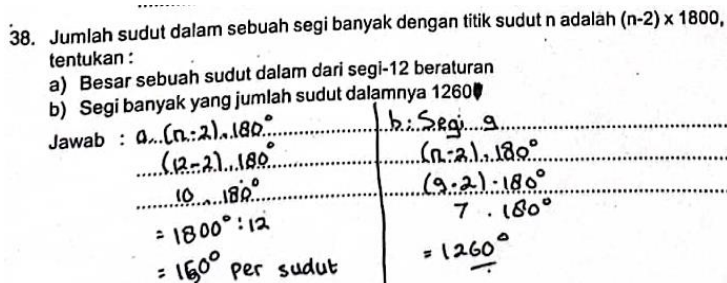 38. Jumlah sudut dalam sebuah segi banyak dengan titik sudut n adalah (n-2) x 1800,
tentukan :
a) Besar sebuah sudut dalam dari segi-12 beraturan
b) Segi banyak yang jumlah sudut dalamnya 1260
Jawab : a. (n-2). 180°
(12-2). 180°
10 . 180°
= 1800° : 12
= 150° per sudut
b. Segi 9
(n-2). 180°
(9-2) . 180°
7 . 180°
= 1260°